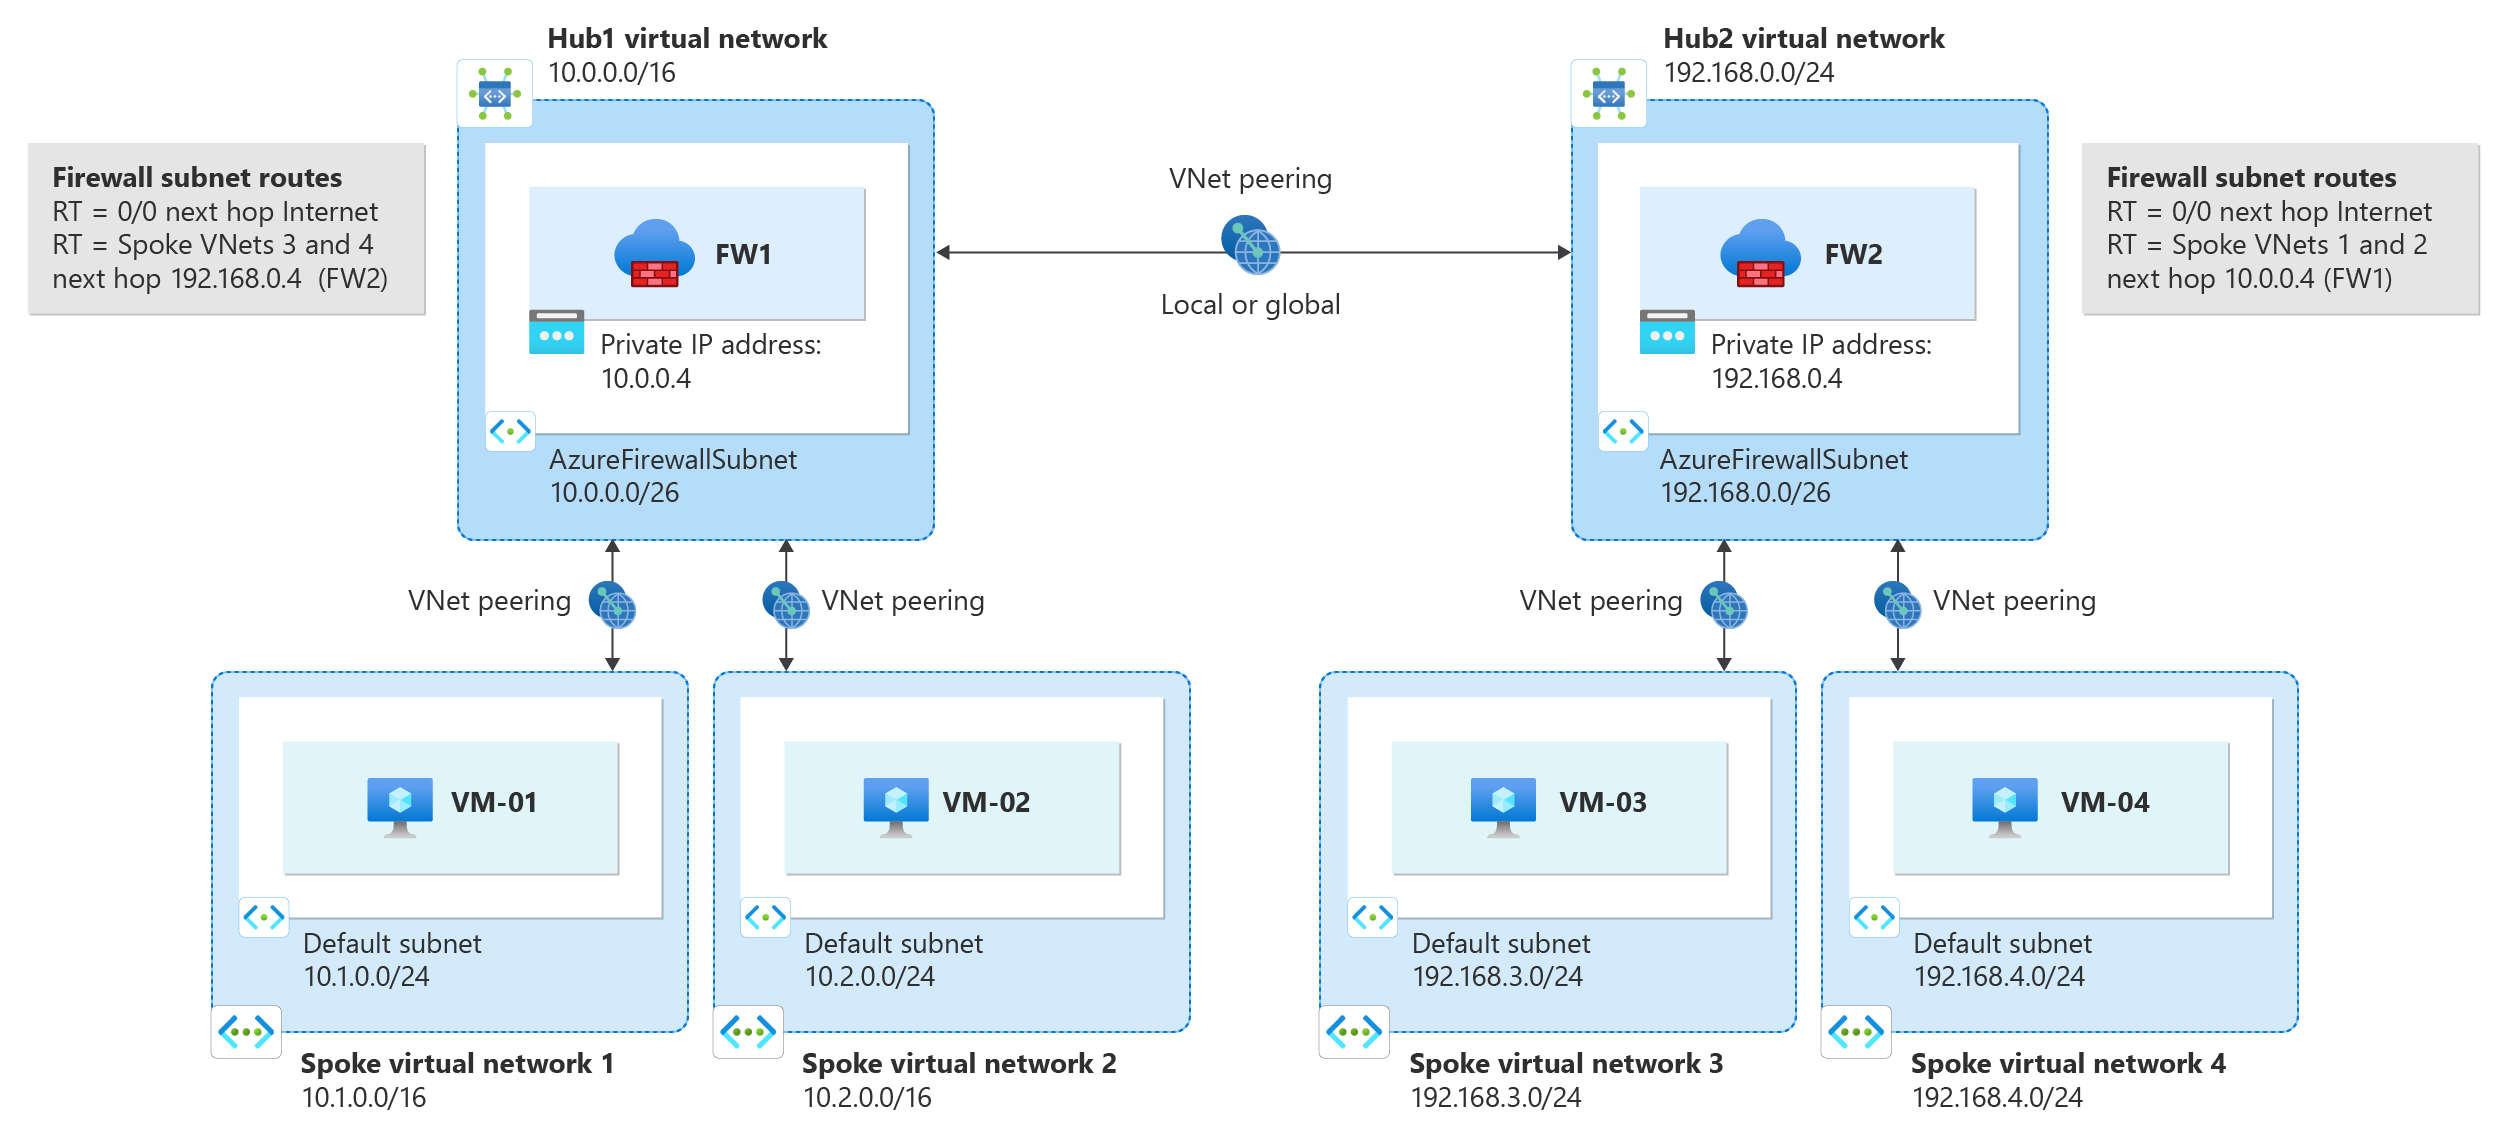 Hub1 virtual network
10.0.0.0/16
Hub2 virtual network
192.168.0.0/24
Firewall subnet routes
RT = 0/0 next hop Internet
RT = Spoke VNets 3 and 4
next hop 192.168.0.4 (FW2)
FW1
Private IP address:
10.0.0.4
AzureFirewallSubnet
10.0.0.0/26
VNet peering
Local or global
FW2
Private IP address:
192.168.0.4
AzureFirewallSubnet
192.168.0.0/26
Firewall subnet routes
RT = 0/0 next hop Internet
RT = Spoke VNets 1 and 2
next hop 10.0.0.4 (FW1)
VNet peering
VNet peering
VNet peering
VNet peering
VM-01
Default subnet
10.1.0.0/24
Spoke virtual network 1
10.1.0.0/16
VM-02
Default subnet
10.2.0.0/24
Spoke virtual network 2
10.2.0.0/16
VM-03
Default subnet
192.168.3.0/24
Spoke virtual network 3
192.168.3.0/24
VM-04
Default subnet
192.168.4.0/24
Spoke virtual network 4
192.168.4.0/24